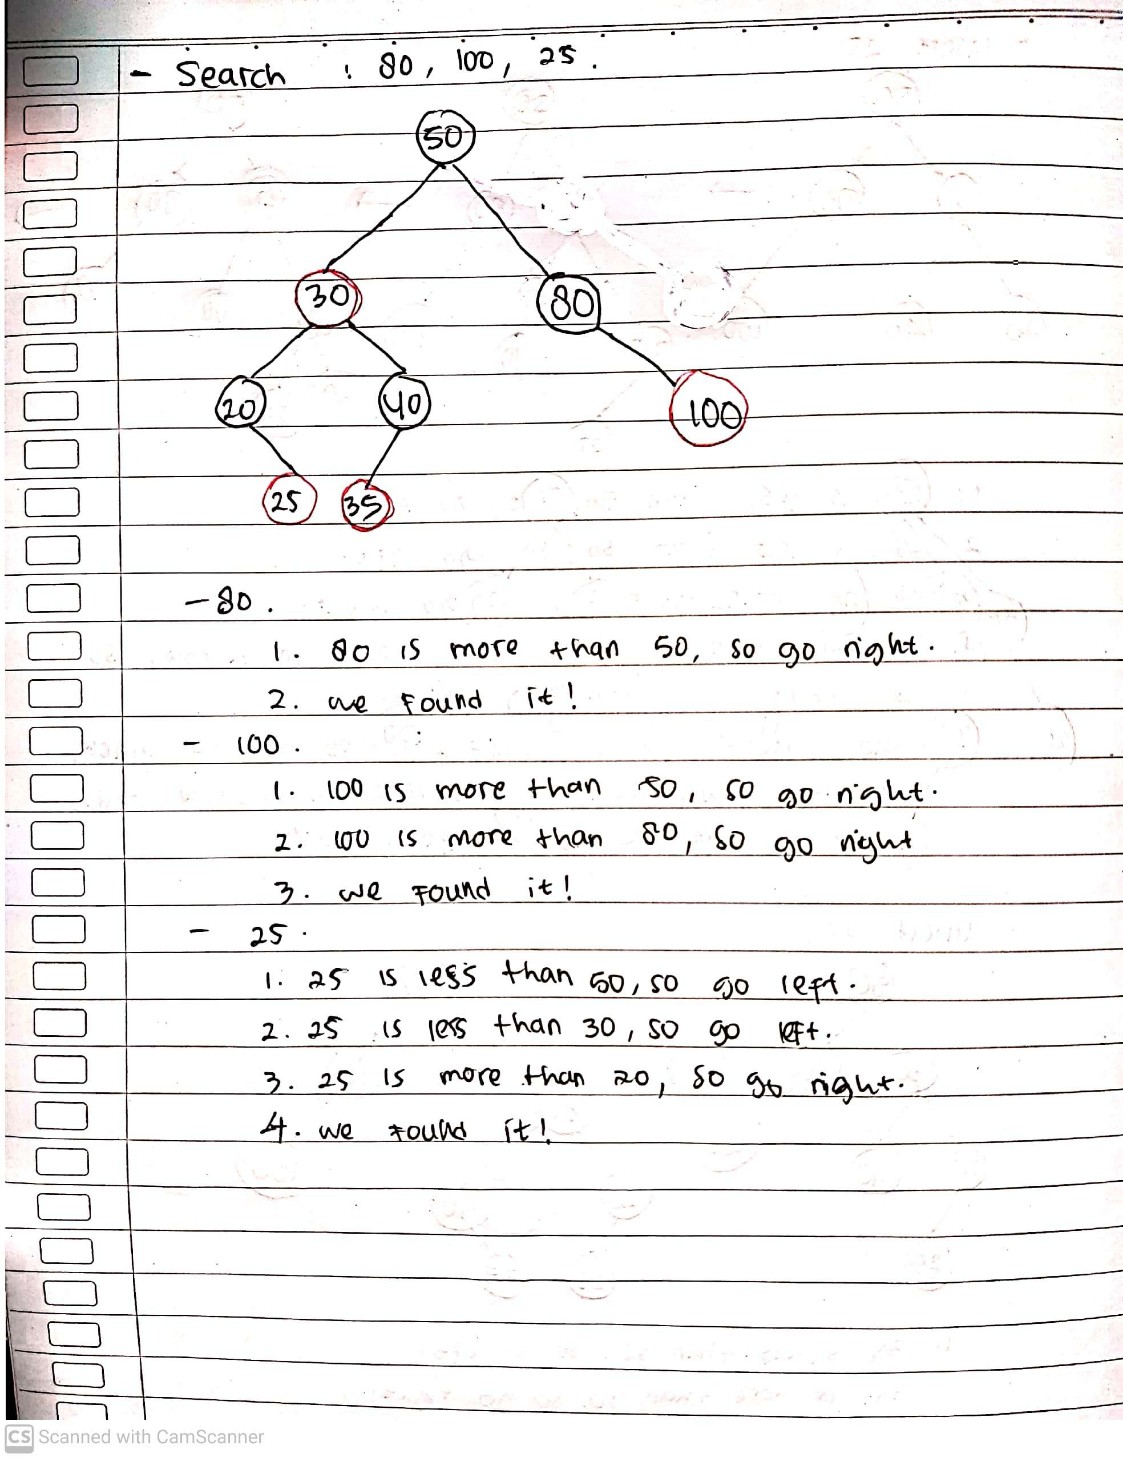 - Search : 80, 100, 25.
50
30 80
20 40 100
25 35
- 80.
1. 80 is more than 50, so go right.
2. we found it!
- 100.
1. 100 is more than 50, so go right.
2. 100 is more than 80, so go right
3. we found it!
- 25.
1. 25 is less than 50, so go left.
2. 25 is less than 30, so go left.
3. 25 is more than 20, so go right.
4. we found it!
CS Scanned with CamScanner